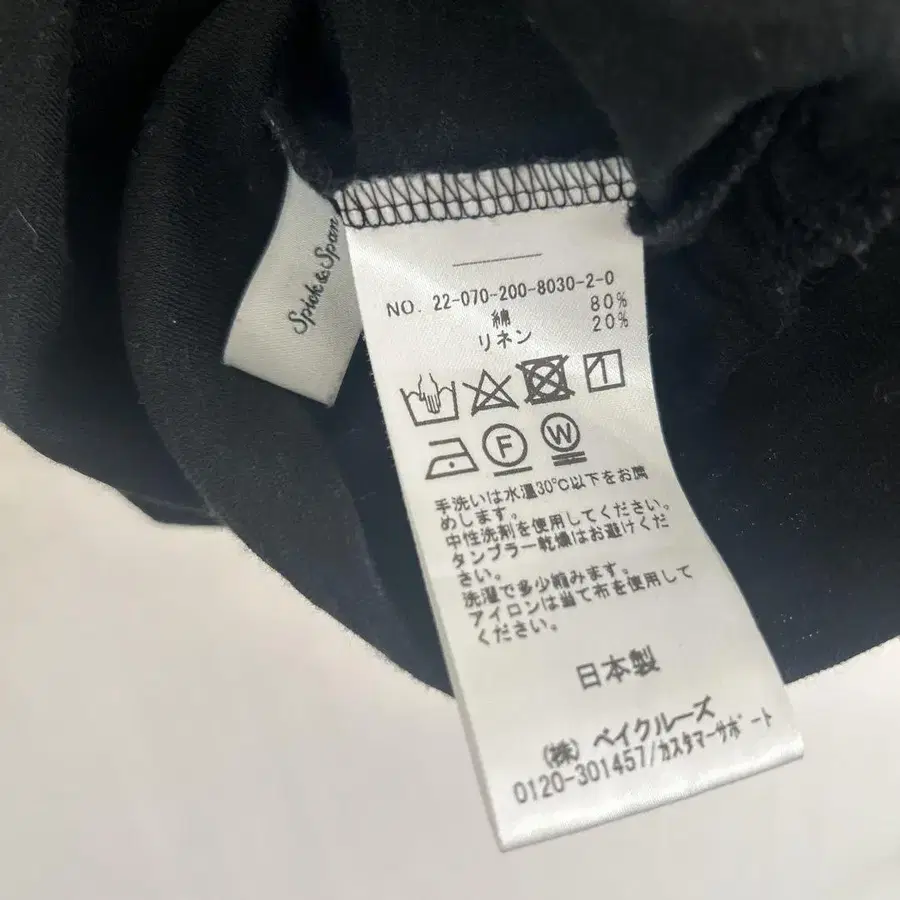 Spick & Span
NO. 22-070-200-8030-2-0
綿 80%
リネン 20%
F W
手洗いは水温30℃以下をお薦
めします。
中性洗剤を使用してください。
タンブラー乾燥はお避けくだ
さい。
洗濯で多少縮みます。
アイロンは当て布を使用して
ください。
日本製
(株) ベイクルーズ
0120-301457/カスタマーサポート